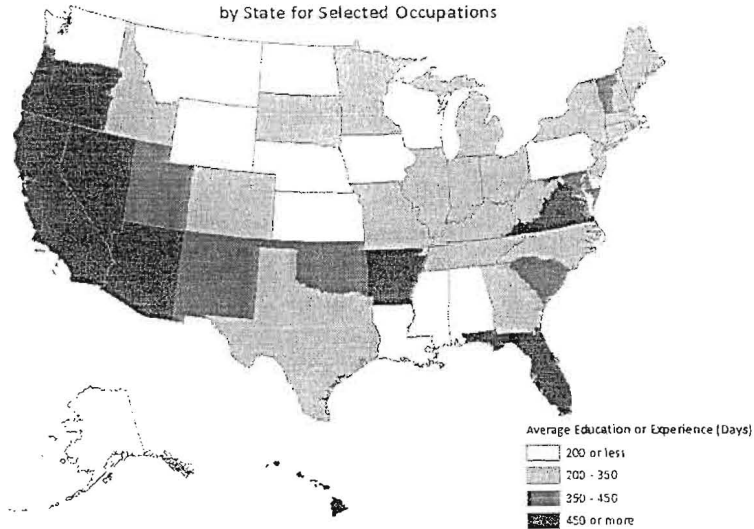 by State for Selected Occupations
Average Education or Experience (Days)
200 or less
200 - 350
350 - 450
450 or more